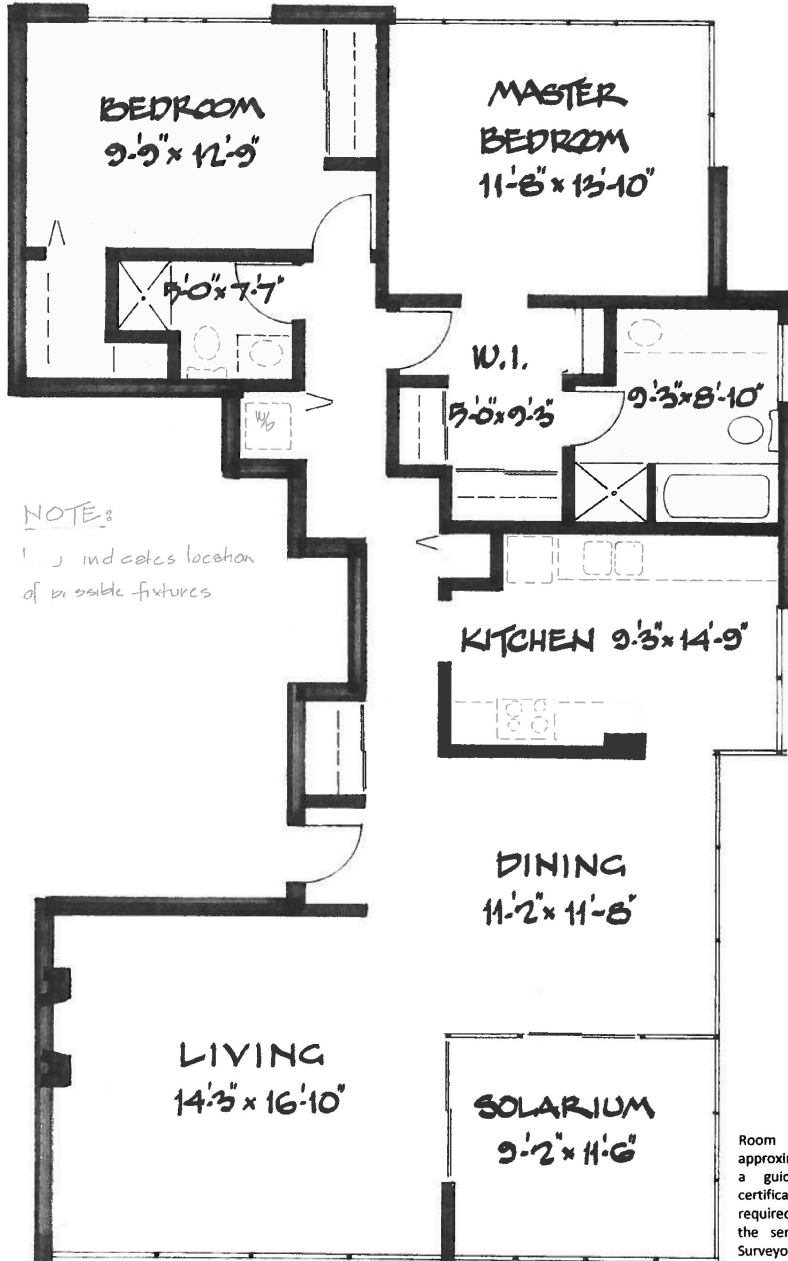 BEDROOM
9'-9" x 12'-9"
MASTER
BEDROOM
11'-8" x 13'-10"
5'-0" x 7'-7"
W.I.
5'-0" x 9'-3"
9'-3" x 8'-10"
W/D
NOTE:
indicates location
of possible fixtures
KITCHEN 9'-3" x 14'-9"
DINING
11'-2" x 11'-8"
LIVING
14'-3" x 16'-10"
SOLARIUM
9'-2" x 11'-6"
Room
approxi
a guid
certifica
required
the ser
Surveyo